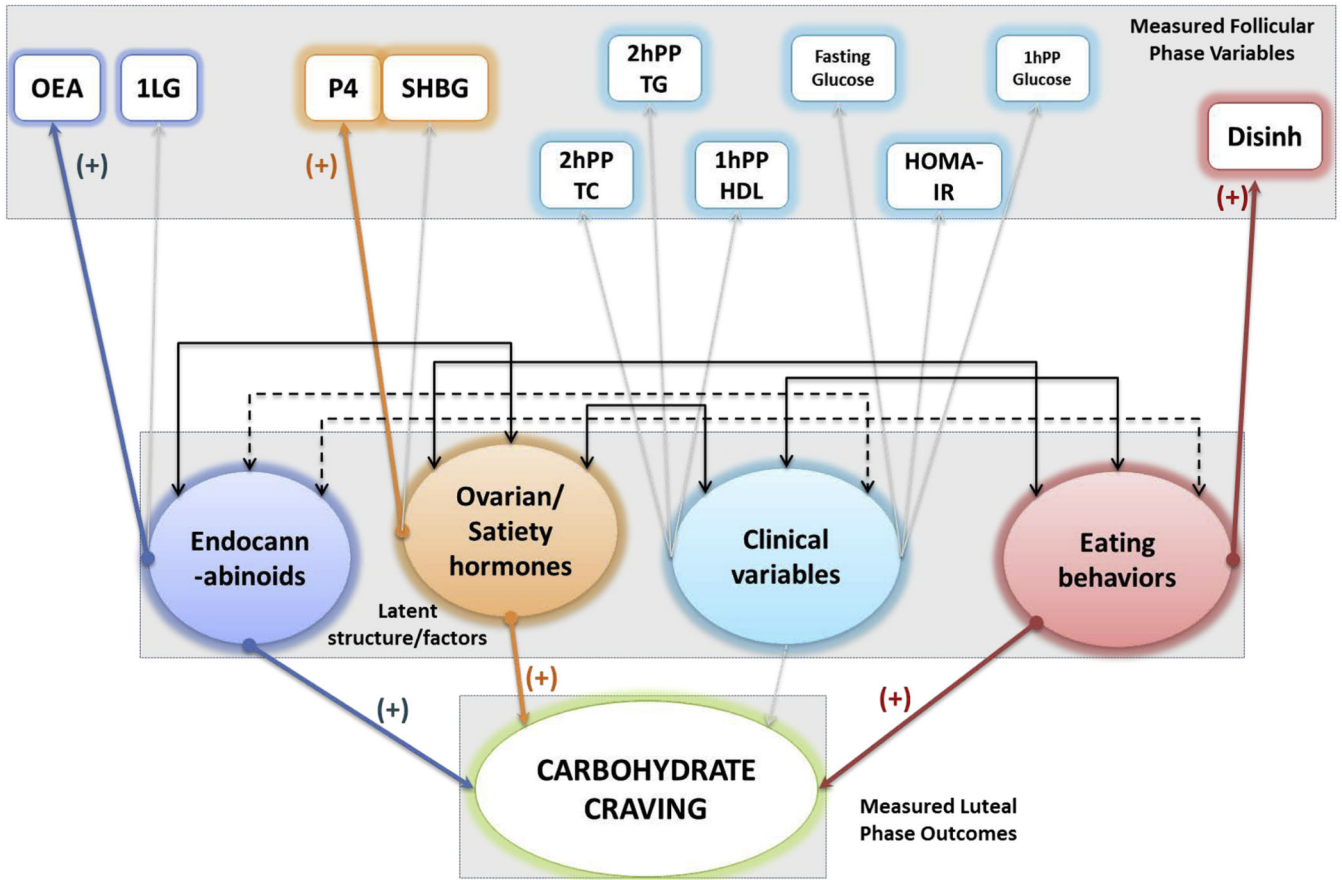 Measured Follicular
Phase Variables
OEA
1LG
P4
SHBG
2hPP
TG
Fasting
Glucose
1hPP
Glucose
2hPP
TC
1hPP
HDL
HOMA-
IR
Disinh
(+)
(+)
(+)
Endocann
-abinoids
Ovarian/
Satiety
hormones
Clinical
variables
Eating
behaviors
Latent
structure/factors
(+)
(+)
(+)
CARBOHYDRATE
CRAVING
Measured Luteal
Phase Outcomes